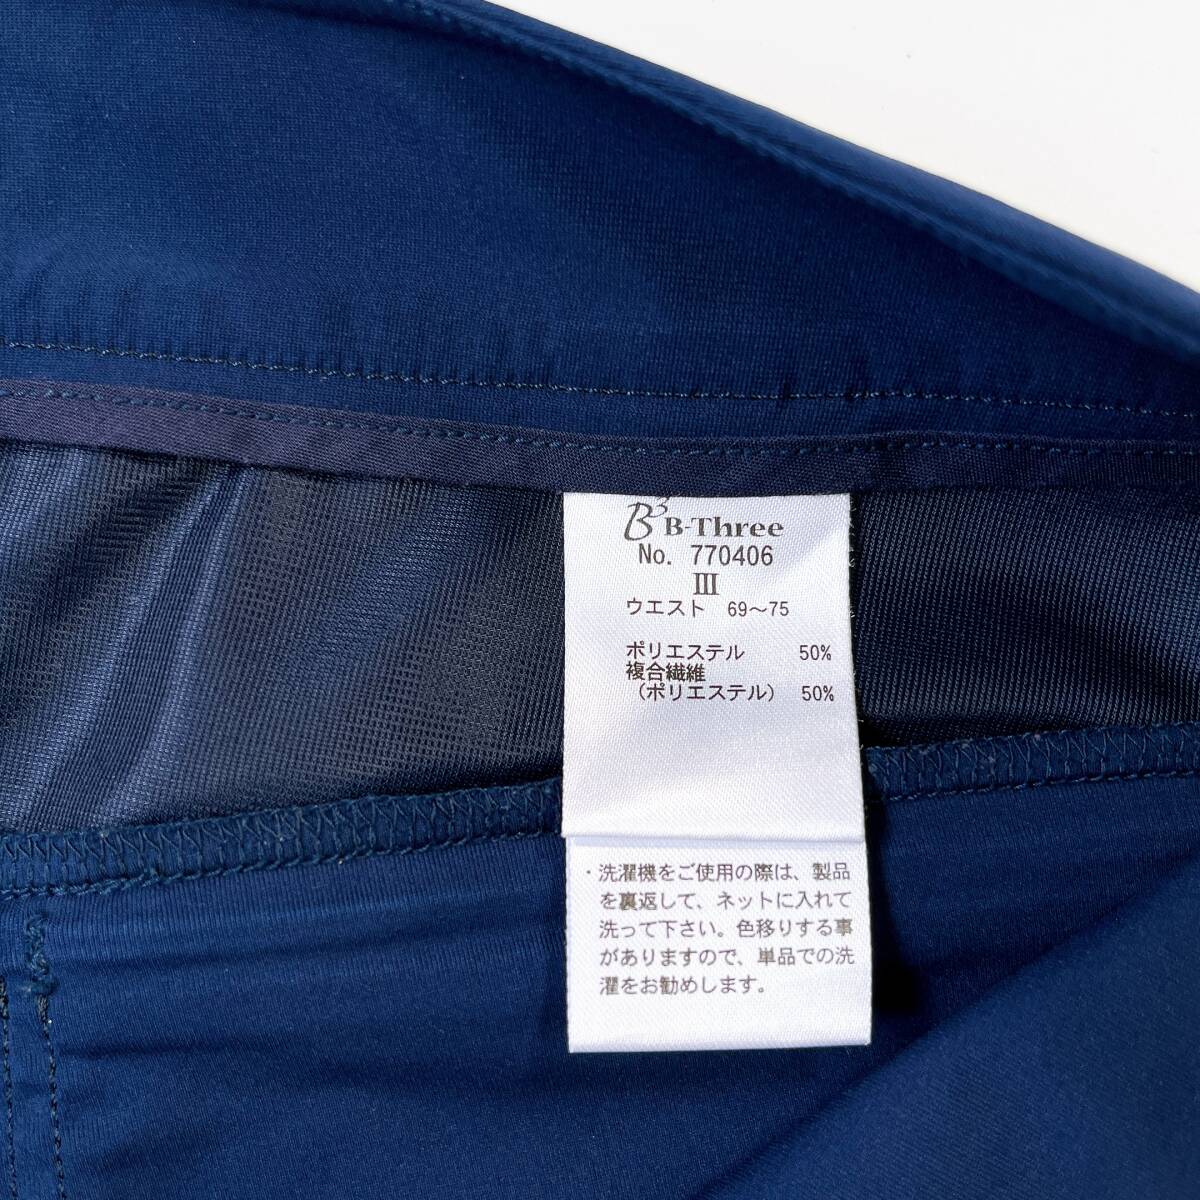 B3 B-Three
No. 770406
Ⅲ
ウエスト 69～75
ポリエステル 50%
複合繊維
(ポリエステル) 50%
・洗濯機をご使用の際は、製品
を裏返して、ネットに入れて
洗って下さい。色移りする事
がありますので、単品での洗
濯をお勧めします。